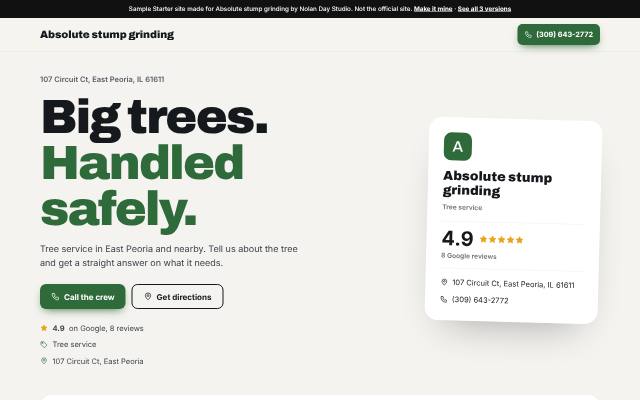 Sample Starter site made for Absolute stump grinding by Nolan Day Studio. Not the official site. Make it mine · See all 3 versions
Absolute stump grinding
(309) 643-2772
107 Circuit Ct, East Peoria, IL 61611
Big trees.
Handled
safely.
Tree service in East Peoria and nearby. Tell us about the tree
and get a straight answer on what it needs.
Call the crew
Get directions
4.9 on Google, 8 reviews
Tree service
107 Circuit Ct, East Peoria, IL 61611
A
Absolute stump
grinding
Tree service
4.9
8 Google reviews
107 Circuit Ct, East Peoria, IL 61611
(309) 643-2772